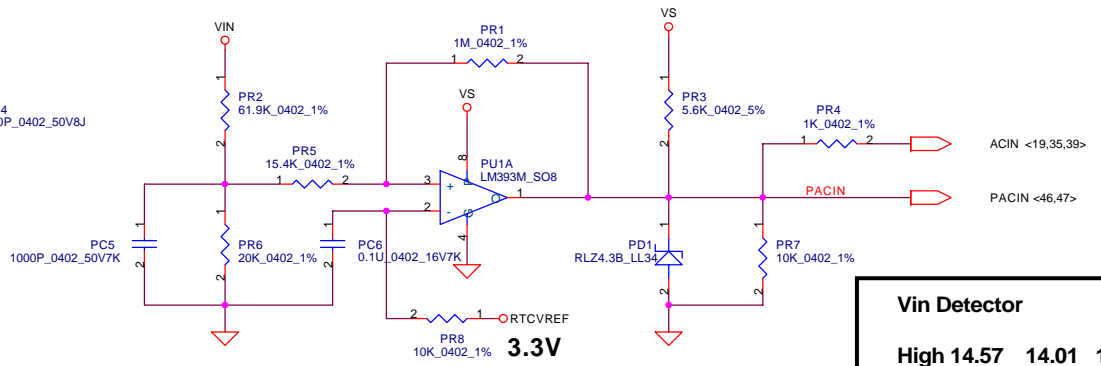 VIN
PR1
1M_0402_1%
1
2
VS
1
PR2
61.9K_0402_1%
2
VS
1
PR3
5.6K_0402_5%
2
PR4
1K_0402_1%
1
2
ACIN <19,35,39>
4
0P_0402_50V8J
PR5
15.4K_0402_1%
1
2
8
PU1A
LM393M_SO8
3
+
P
O
1
2
-
G
4
PACIN
PACIN <46,47>
1
PC5
1000P_0402_50V7K
2
1
PR6
20K_0402_1%
2
1
PC6
0.1U_0402_16V7K
2
1
PD1
RLZ4.3B_LL34
2
1
PR7
10K_0402_1%
2
2
1
RTCVREF
PR8
10K_0402_1%
3.3V
Vin Detector
High 14.57 14.01